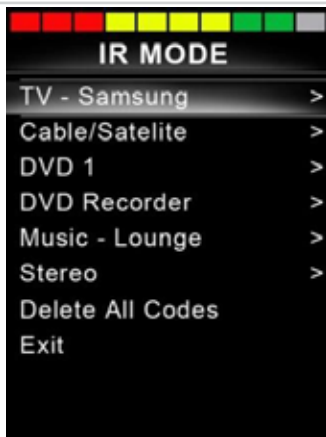 IR MODE
TV - Samsung >
Cable/Satelite >
DVD 1 >
DVD Recorder >
Music - Lounge >
Stereo >
Delete All Codes
Exit